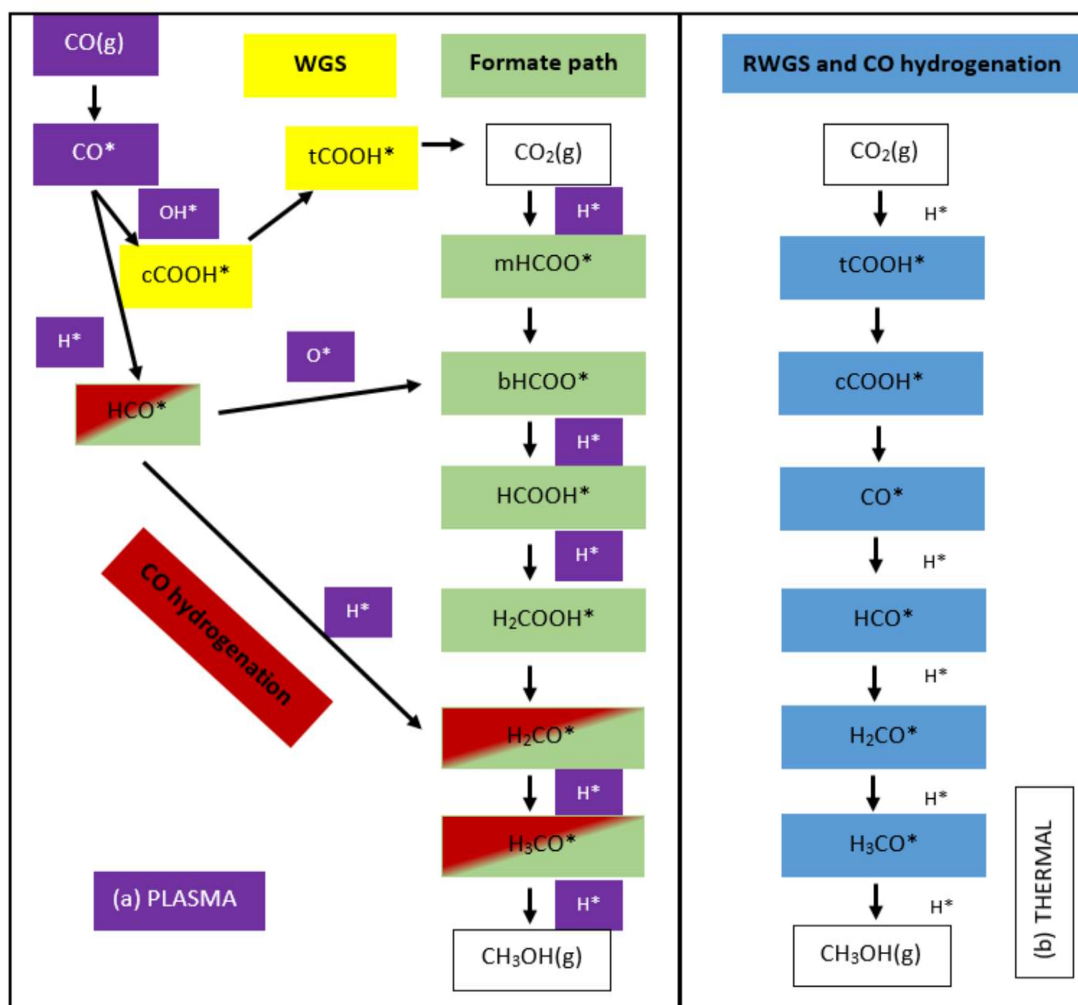 CO(g)
WGS
Formate path
RWGS and CO hydrogenation
CO*
tCOOH*
CO₂(g)
OH*
H*
cCOOH*
mHCOO*
H*
O*
HCO*
bHCOO*
H*
HCOOH*
H*
CO hydrogenation
H*
H₂COOH*
H₂CO*
H*
H₃CO*
(a) PLASMA
H*
CH₃OH(g)
CO₂(g)
H*
tCOOH*
cCOOH*
CO*
H*
HCO*
H*
H₂CO*
H*
H₃CO*
H*
CH₃OH(g)
(b) THERMAL